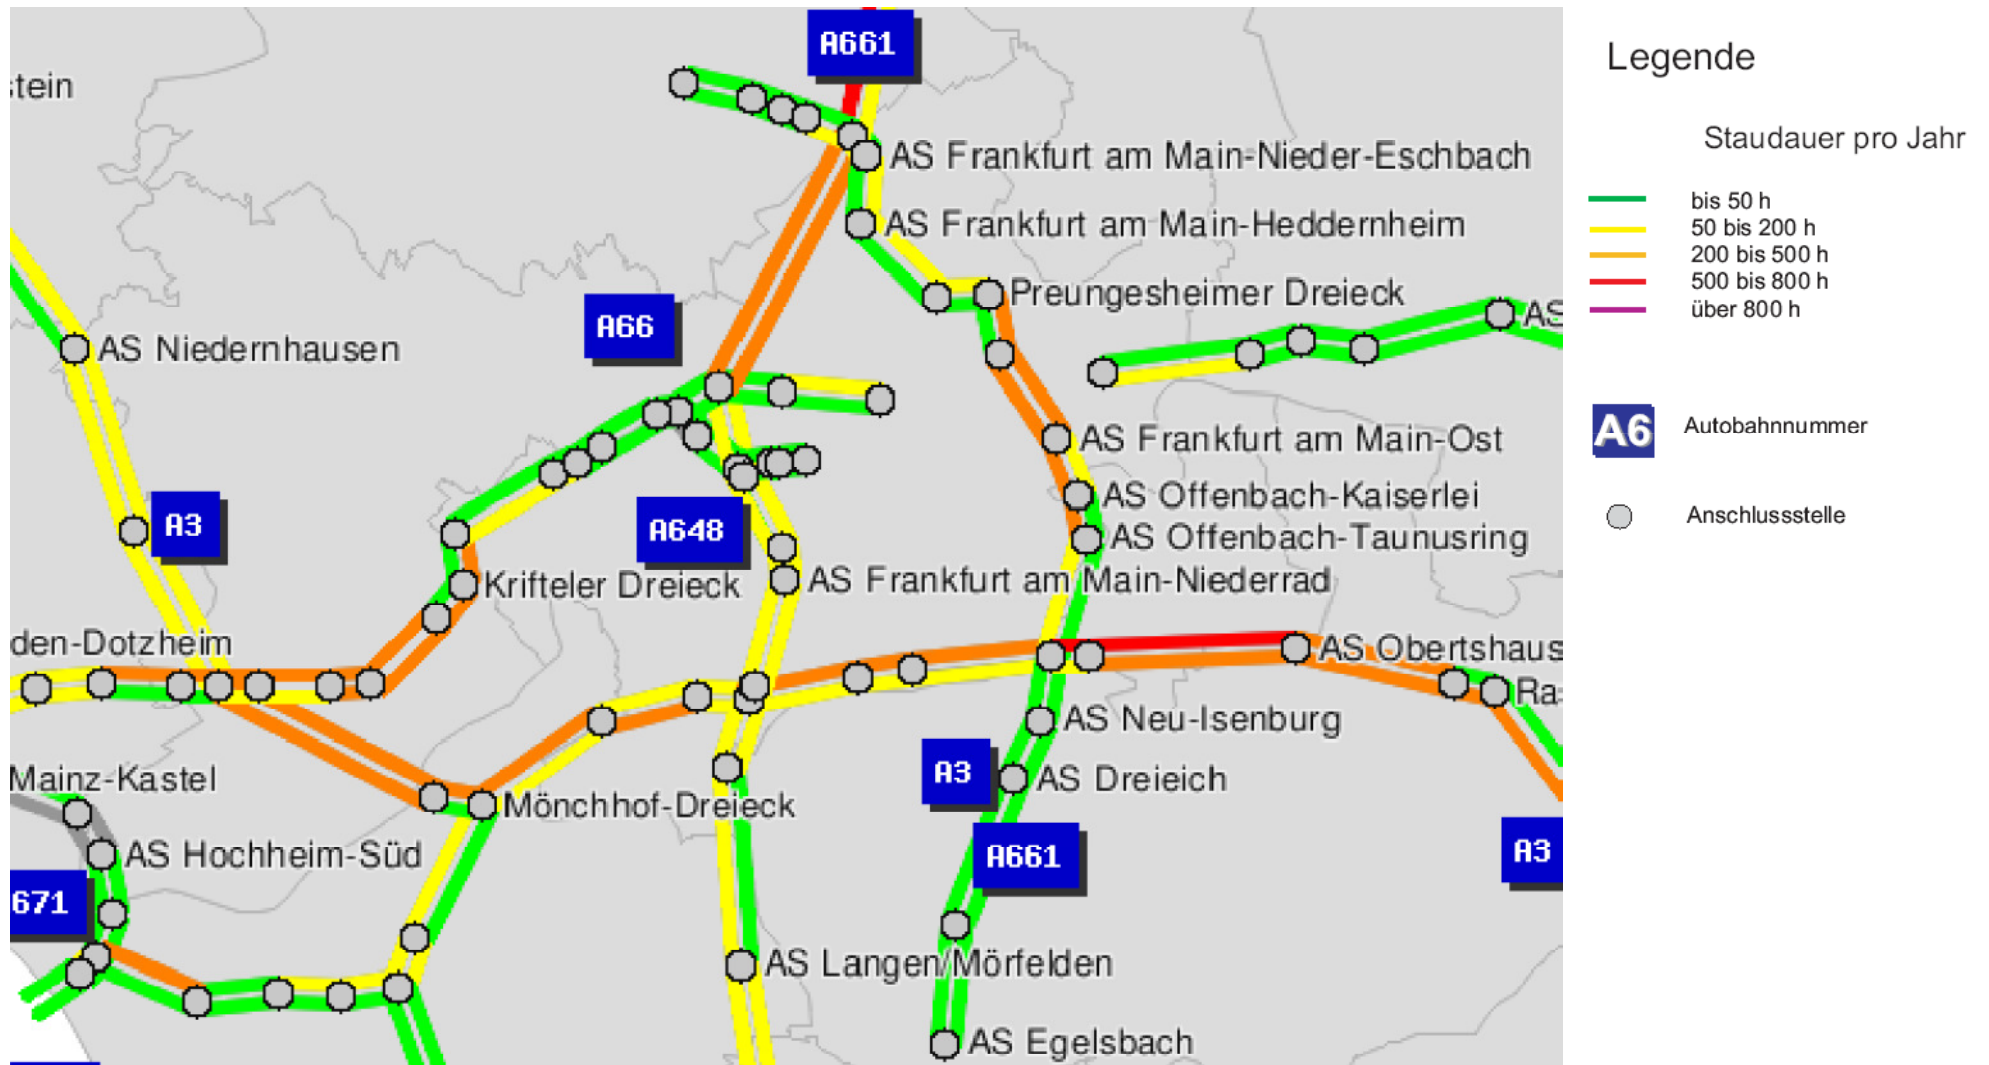 A661
:tein
AS Frankfurt am Main-Nieder-Eschbach
AS Frankfurt am Main-Heddernheim
Preungesheimer Dreieck
AS
A66
AS Niedernhausen
AS Frankfurt am Main-Ost
AS Offenbach-Kaiserlei
A3
A648
AS Offenbach-Taunusring
Krifteler Dreieck
AS Frankfurt am Main-Niederrad
den-Dotzheim
AS Obertshaus
Ra
AS Neu-Isenburg
Mainz-Kastel
A3
AS Dreieich
Mönchhof-Dreieck
AS Hochheim-Süd
A661
A3
671
AS Langen/Mörfelden
AS Egelsbach
Legende
Staudauer pro Jahr
bis 50 h
50 bis 200 h
200 bis 500 h
500 bis 800 h
über 800 h
A6 Autobahnnummer
Anschlussstelle